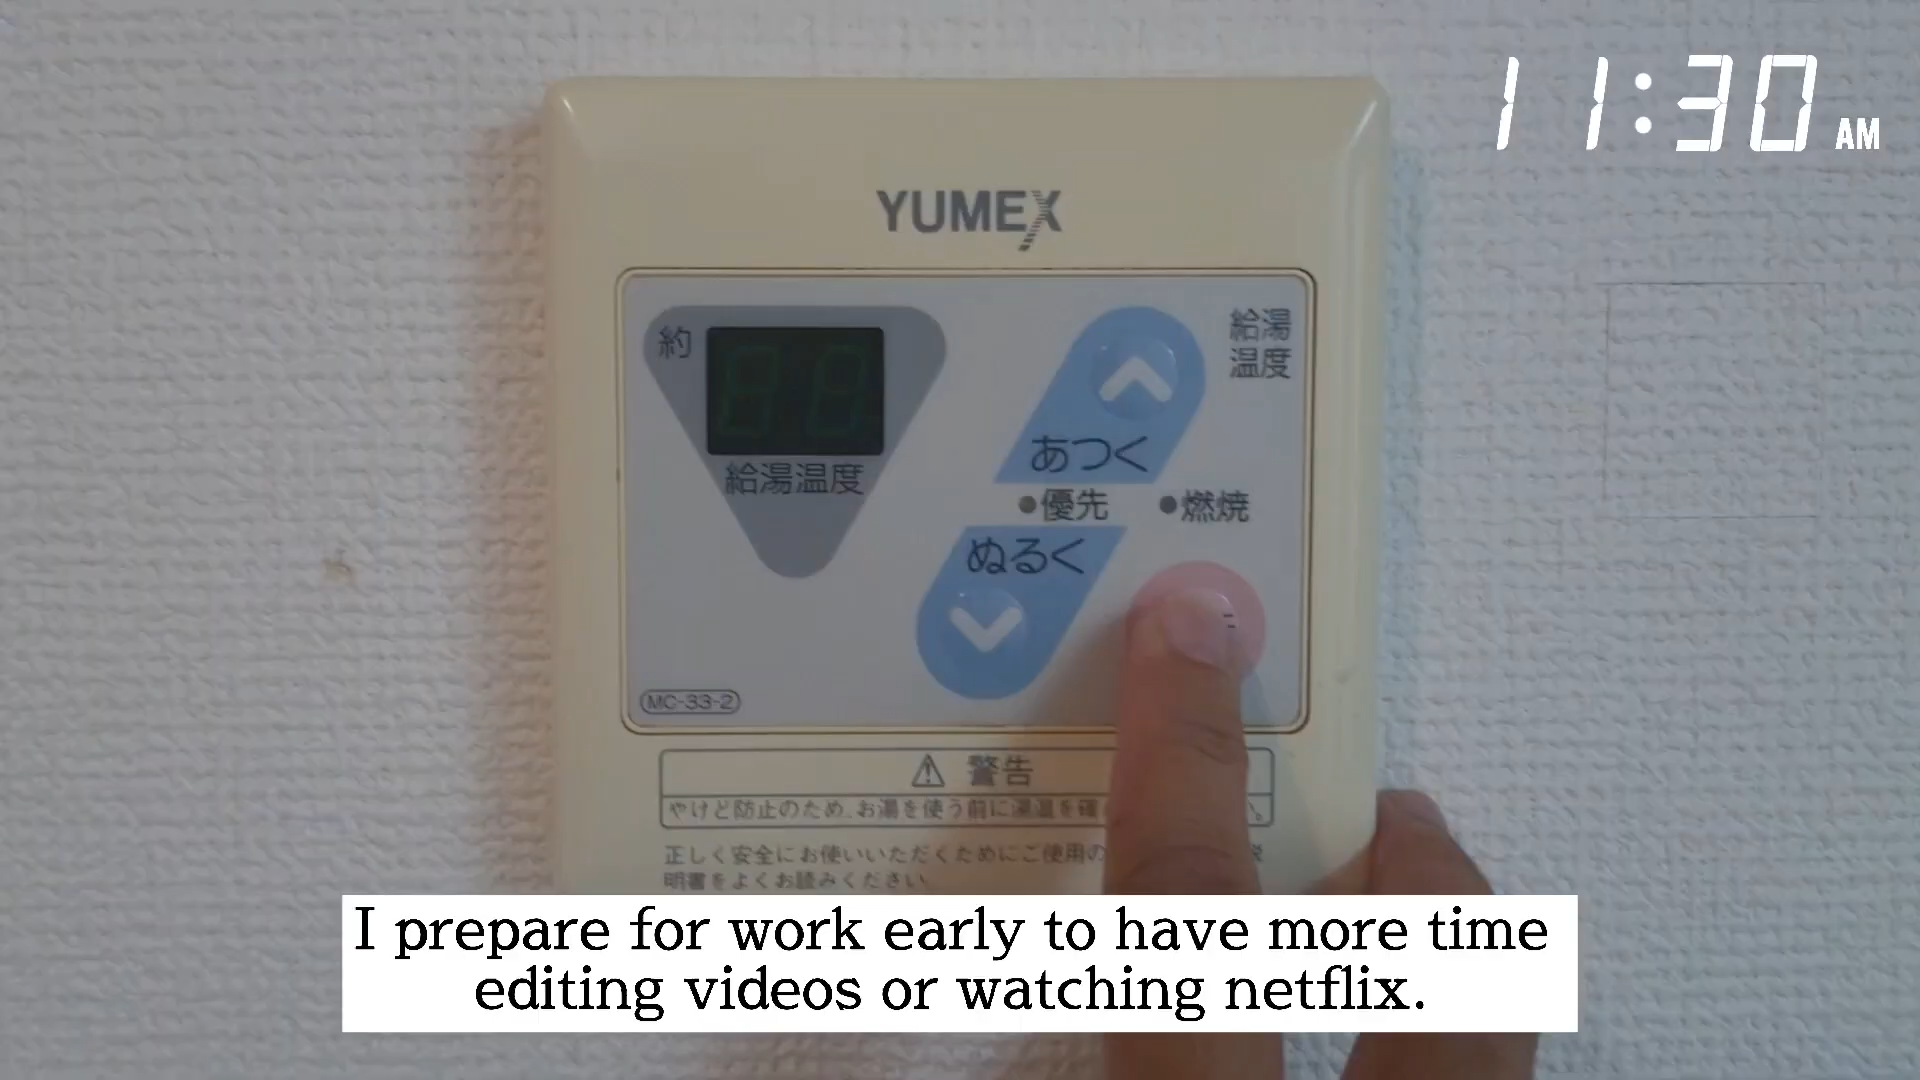 11:30 AM
YUMEX
約
給湯温度
給湯
温度
あつく
優先
燃焼
ぬるく
MC-33-2
警告
やけど防止のため、お湯を使う前に湯温を確
正しく安全にお使いいただくためにご使用の
明書をよくお読みください
I prepare for work early to have more time
editing videos or watching netflix.